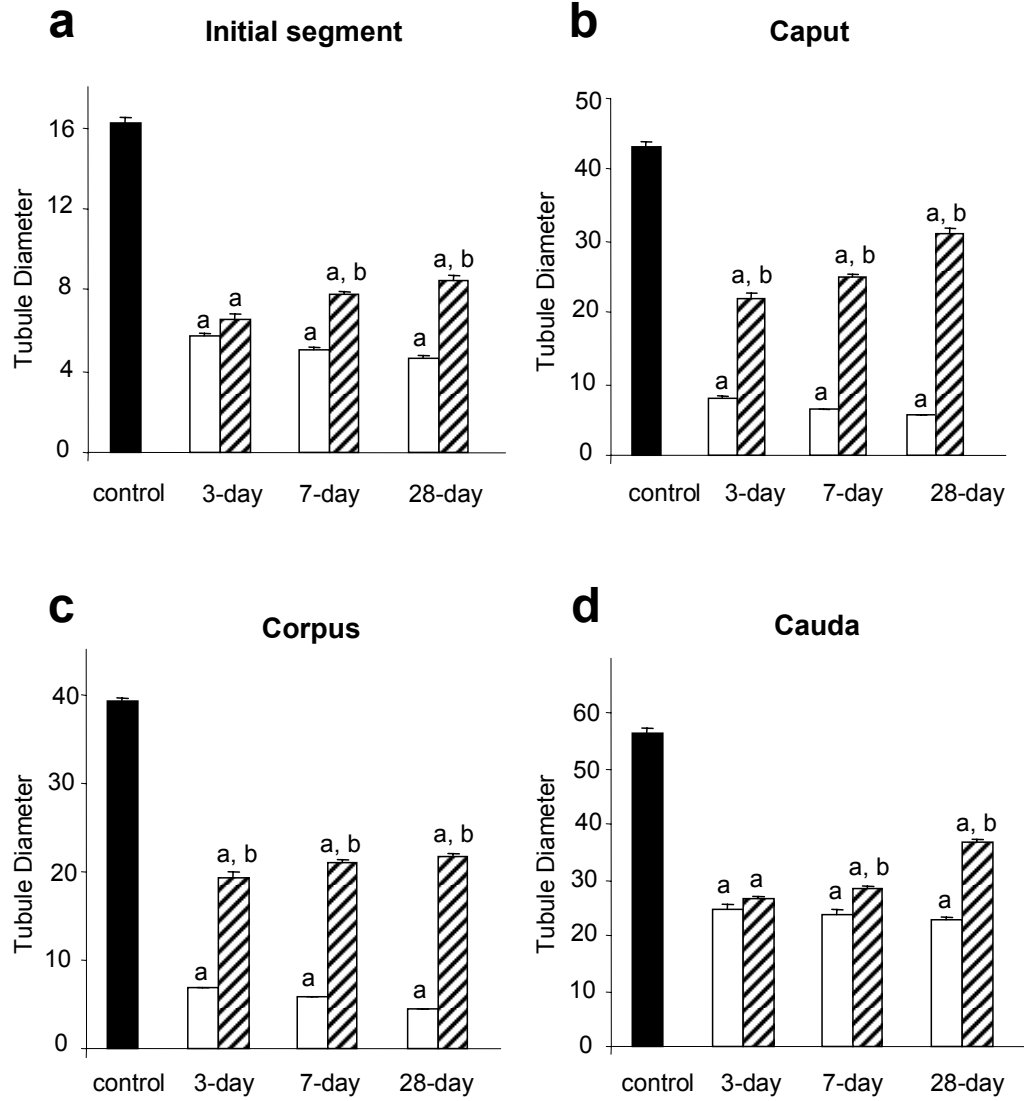 a
Initial segment
Tubule Diameter
16
12
8
4
0
a
a
a
a, b
a
a, b
control
3-day
7-day
28-day
b
Caput
Tubule Diameter
50
40
30
20
10
0
a
a, b
a
a, b
a
a, b
control
3-day
7-day
28-day
c
Corpus
Tubule Diameter
40
30
20
10
0
a
a, b
a
a, b
a
a, b
control
3-day
7-day
28-day
d
Cauda
Tubule Diameter
60
50
40
30
20
10
0
a
a
a
a, b
a
a, b
control
3-day
7-day
28-day